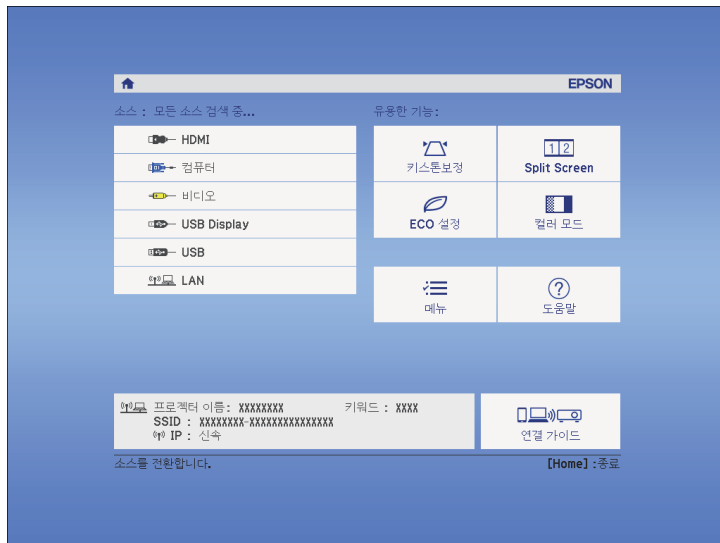 EPSON
소스 : 모든 소스 검색 중...
HDMI
컴퓨터
비디오
USB Display
USB
LAN
유용한 기능:
키스톤보정
1 2
Split Screen
ECO 설정
컬러 모드
메뉴
?
도움말
프로젝터 이름: XXXXXXXX 키워드 : XXXX
SSID : XXXXXXXX-XXXXXXXXXXXXXXX
IP : 신속
연결 가이드
소스를 전환합니다. [Home] :종료